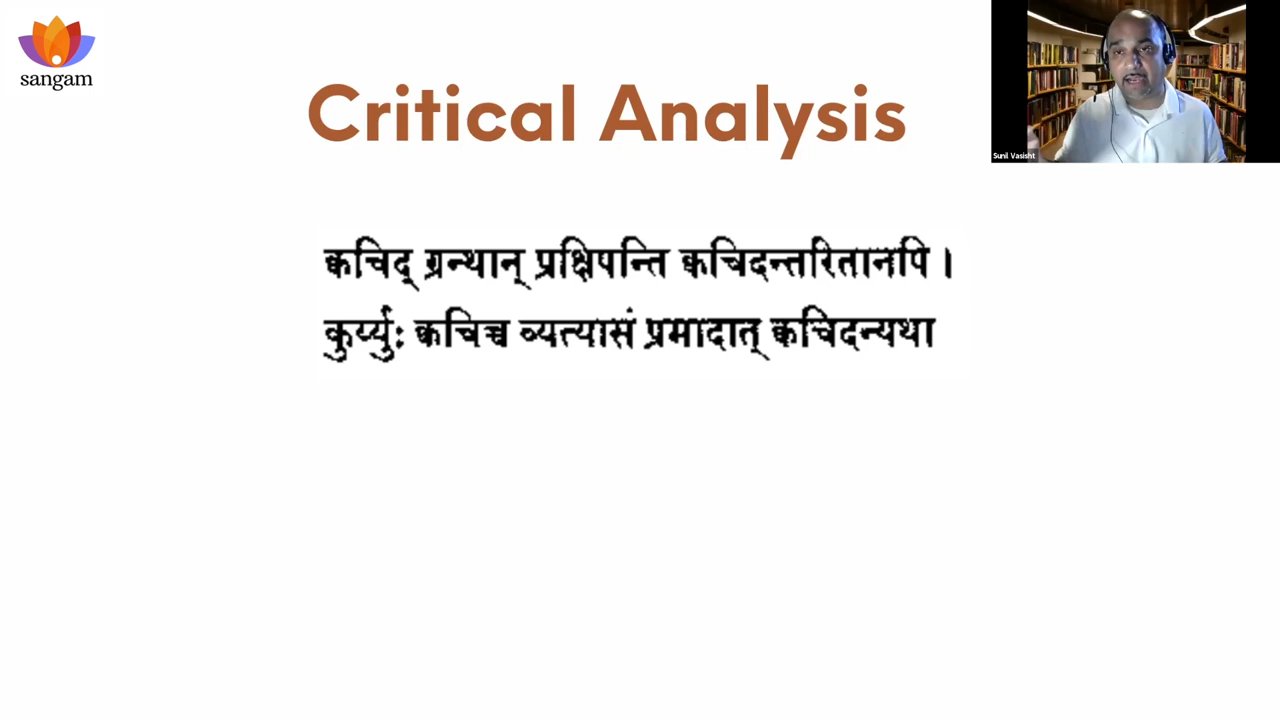 sangam
Critical Analysis
Sunil Vasisht
क्वचिद् ग्रन्थान् प्रक्षिपन्ति क्वचिदन्तरितानपि ।
कुर्य्युः क्वचिच्च व्यत्यासं प्रमादात् क्वचिदन्यथा